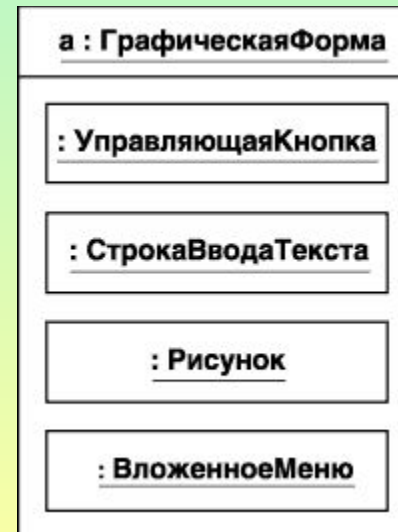 а : ГрафическаяФорма
: УправляющаяКнопка
: СтрокаВводаТекста
: Рисунок
: ВложенноеМеню